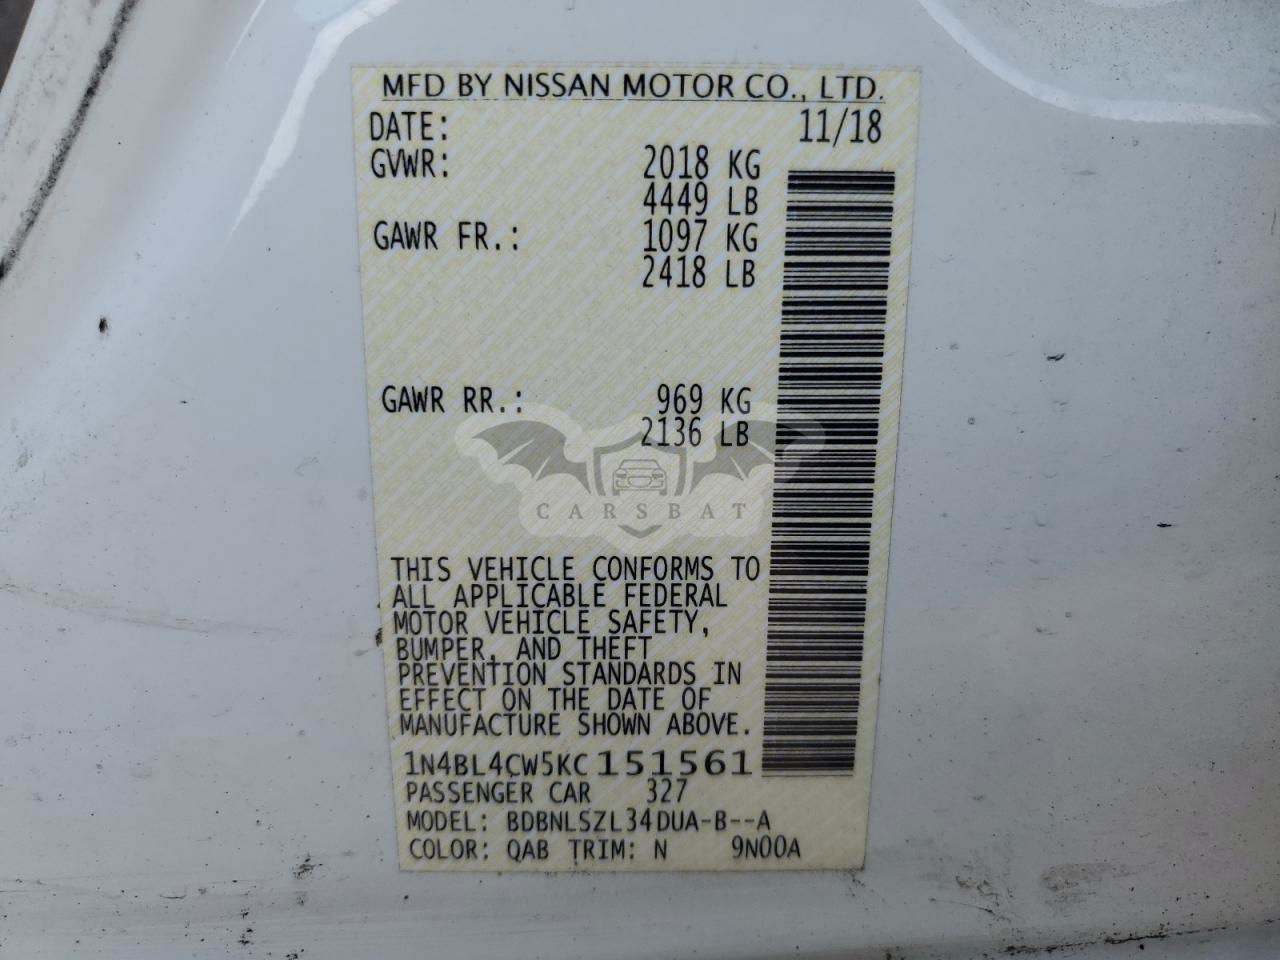 MFD BY NISSAN MOTOR CO., LTD.
DATE: 11/18
GVWR: 2018 KG
4449 LB
GAWR FR.: 1097 KG
2418 LB
GAWR RR.: 969 KG
2136 LB
CARSBAT
THIS VEHICLE CONFORMS TO
ALL APPLICABLE FEDERAL
MOTOR VEHICLE SAFETY,
BUMPER, AND THEFT
PREVENTION STANDARDS IN
EFFECT ON THE DATE OF
MANUFACTURE SHOWN ABOVE.
1N4BL4CW5KC151561
PASSENGER CAR 327
MODEL: BDBNLSZL34DUA-B--A
COLOR: QAB TRIM: N 9N00A